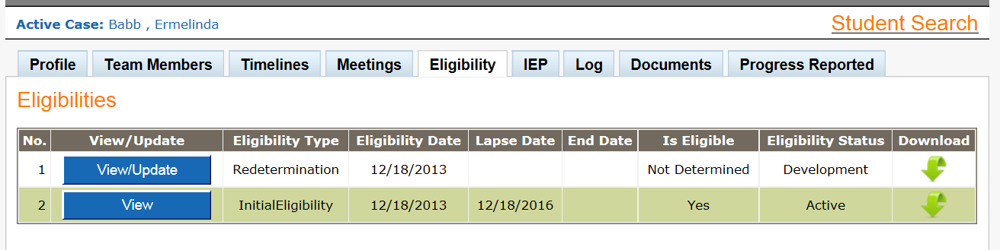 Active Case: Babb , Ermelinda
Student Search
Profile Team Members Timelines Meetings Eligibility IEP Log Documents Progress Reported
Eligibilities
No. View/Update Eligibility Type Eligibility Date Lapse Date End Date Is Eligible Eligibility Status Download
1 View/Update Redetermination 12/18/2013 Not Determined Development
2 View InitialEligibility 12/18/2013 12/18/2016 Yes Active